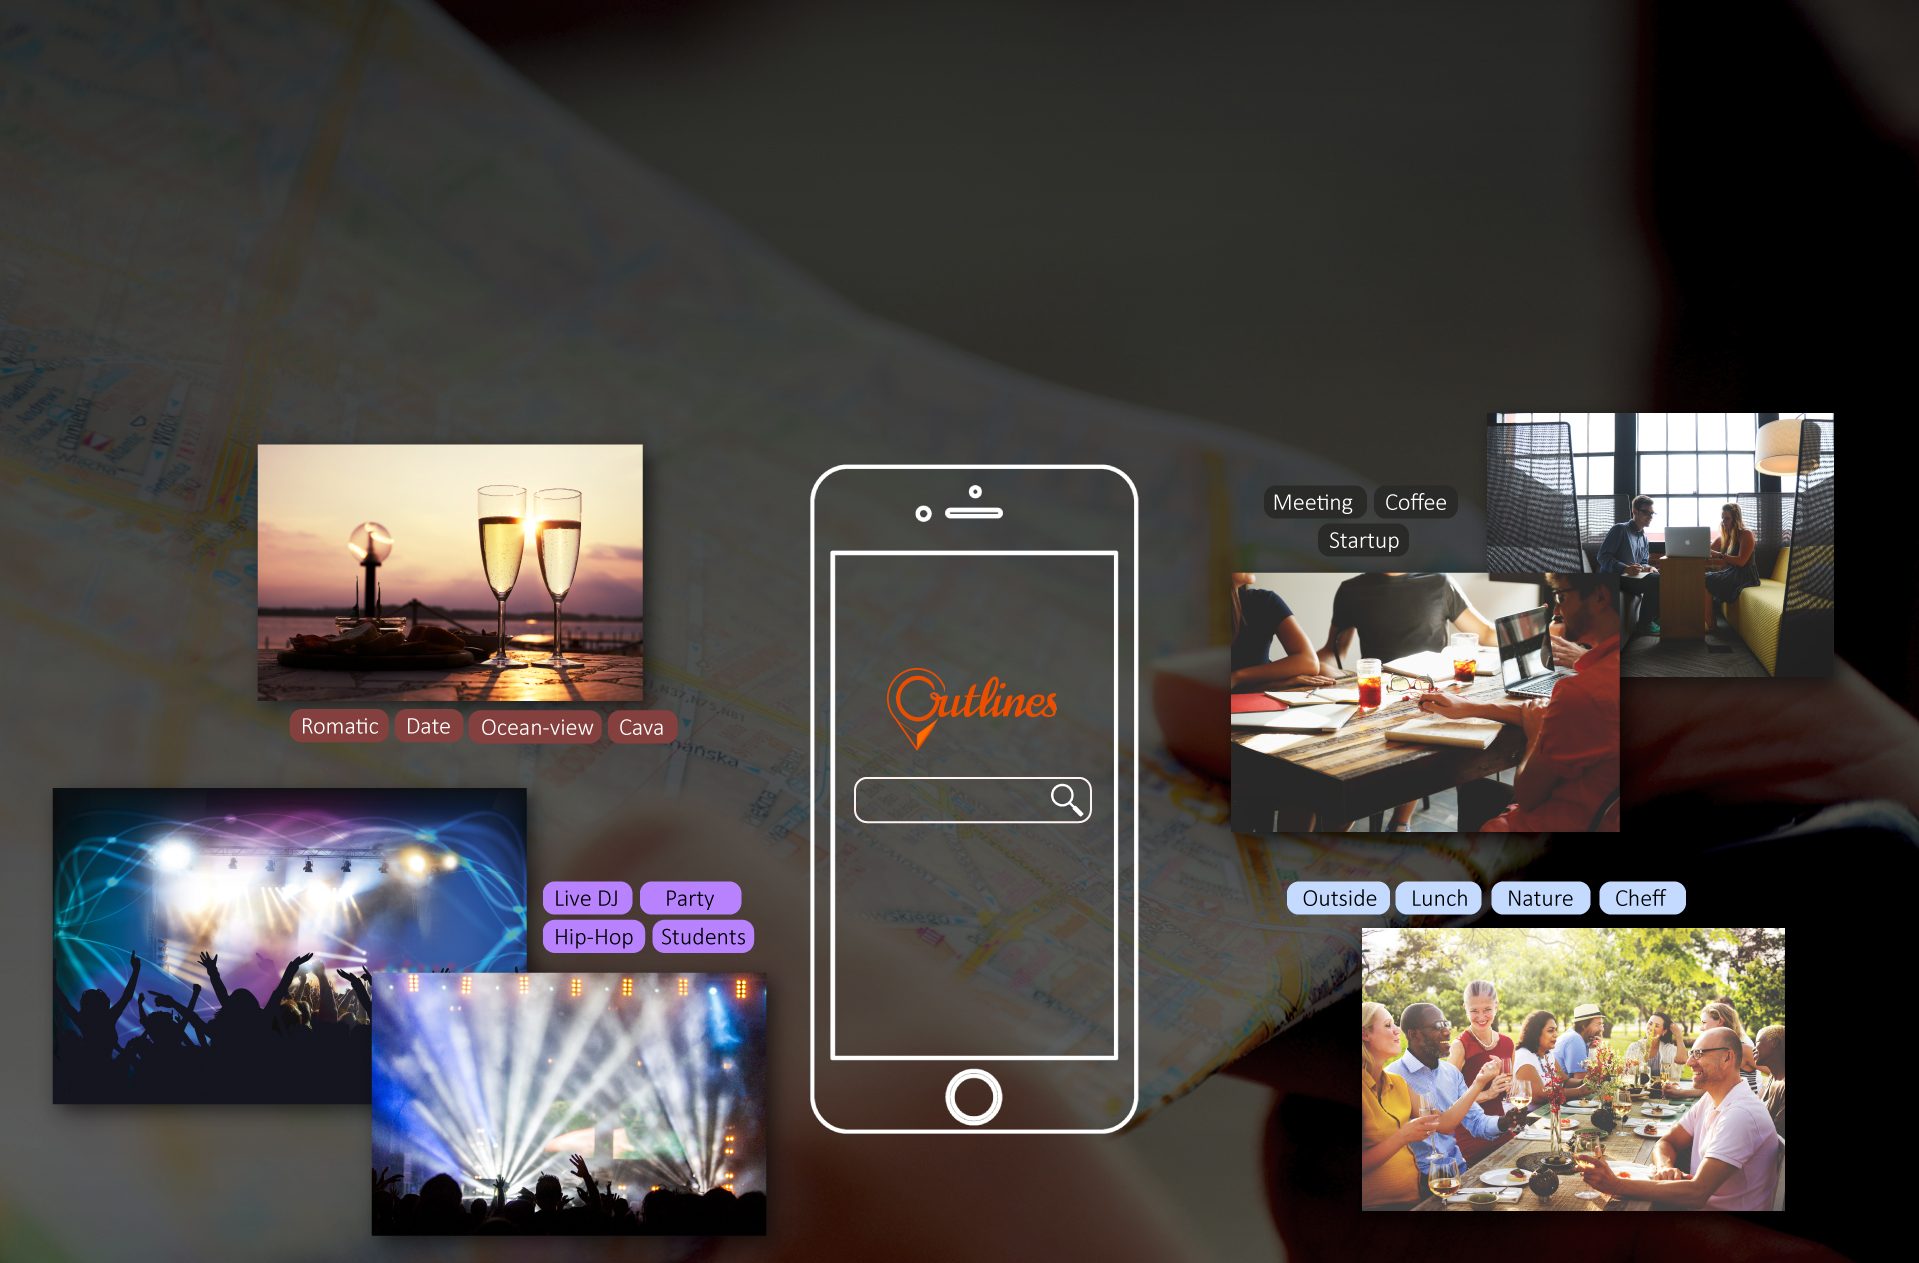 Romatic Date Ocean-view Cava
Live DJ Party
Hip-Hop Students
Outlines
Meeting Coffee
Startup
Outside Lunch Nature Cheff